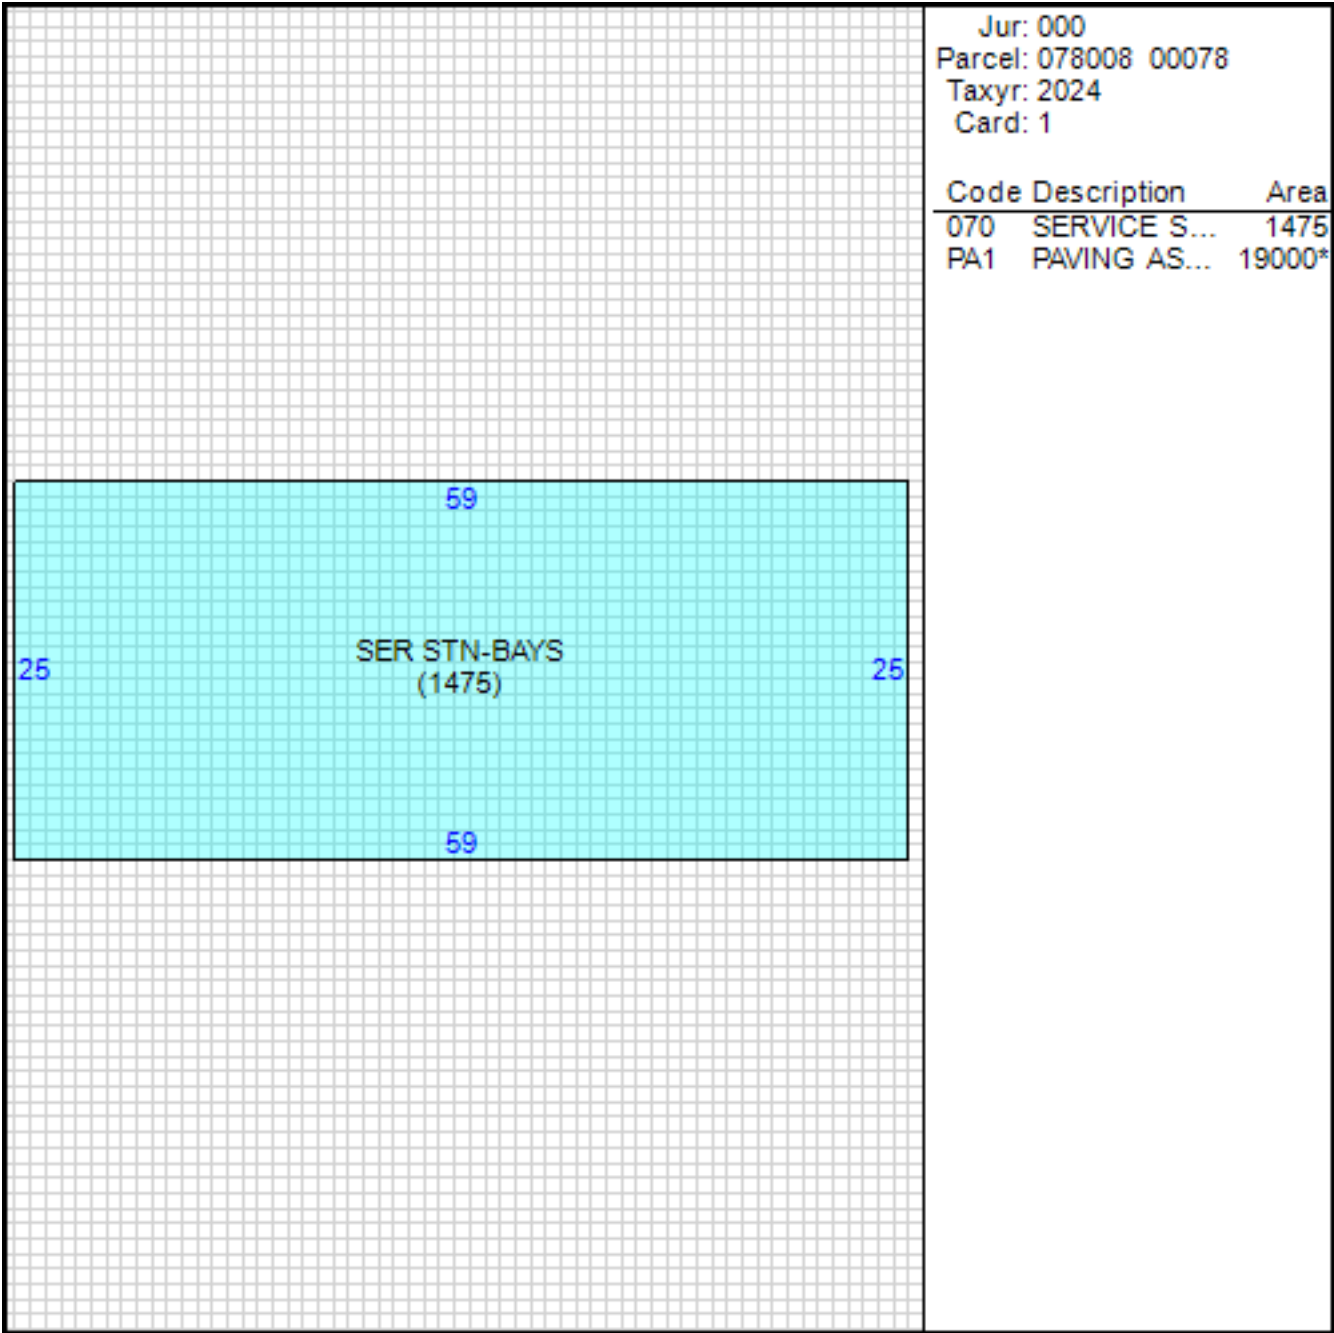 Jur: 000
Parcel: 078008 00078
Taxyr: 2024
Card: 1
Code Description Area
070 SERVICE S... 1475
PA1 PAVING AS... 19000*
59
25
SER STN-BAYS
(1475)
25
59